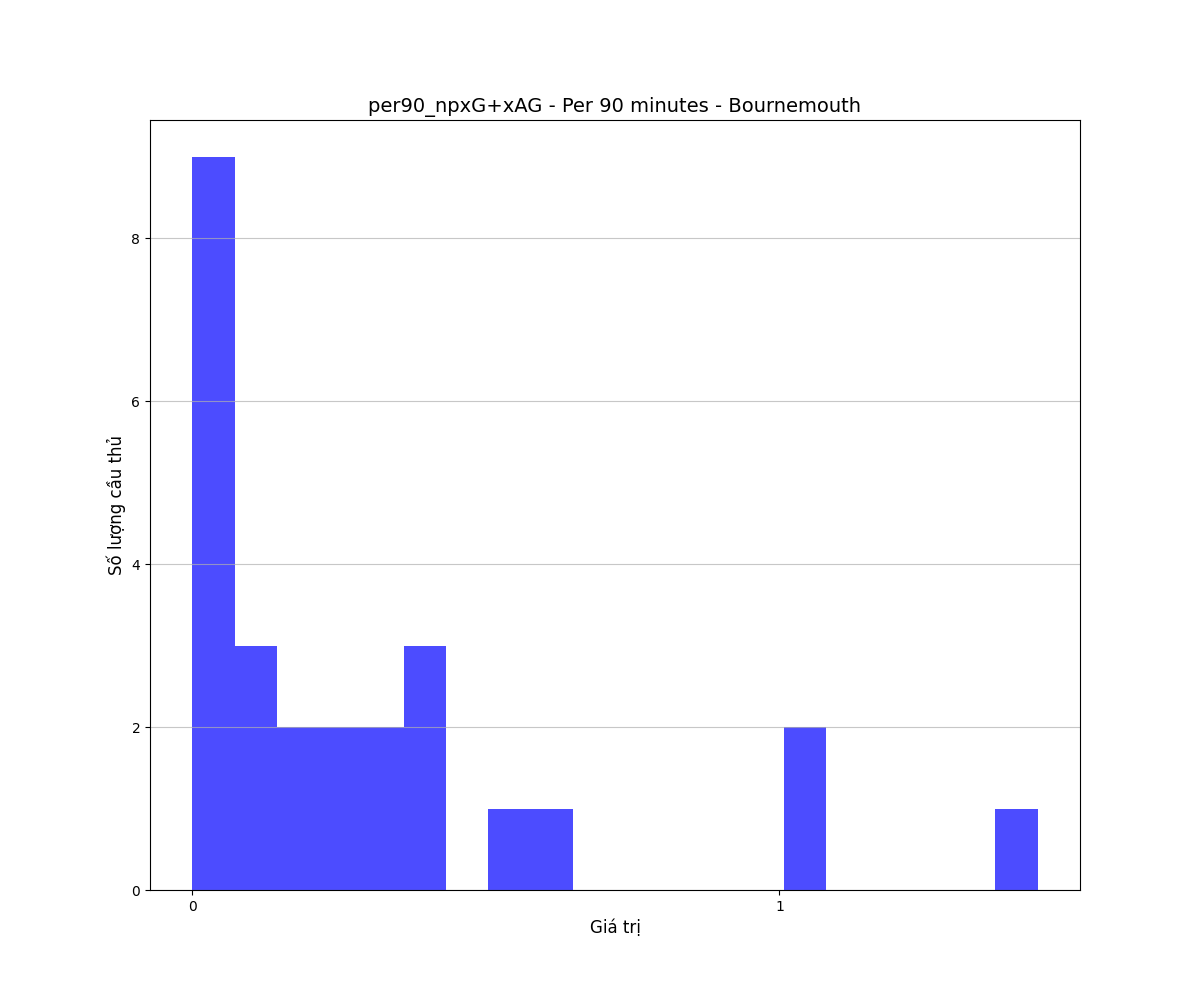 per90_npxG+xAG - Per 90 minutes - Bournemouth
8
6
4
2
0
Số lượng cầu thủ
0 1
Giá trị